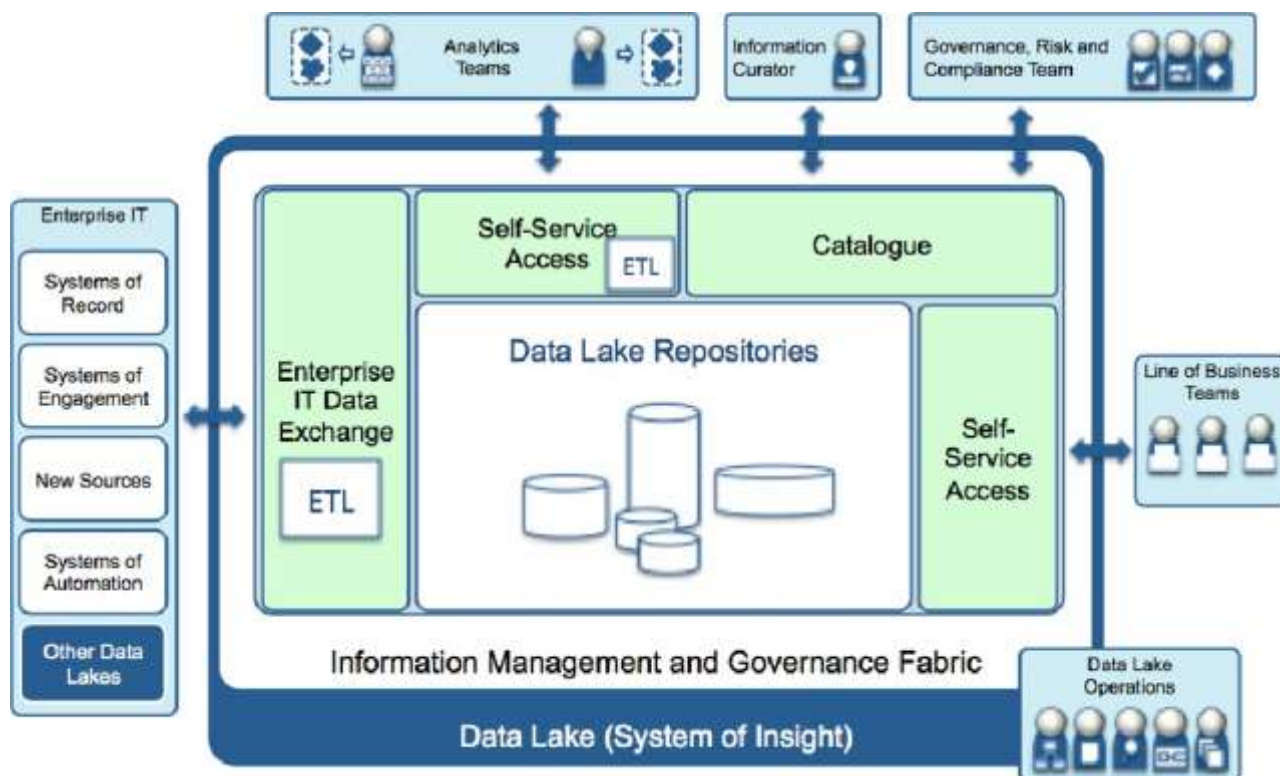 Analytics
Teams
Information
Curator
Governance, Risk and
Compliance Team
Enterprise IT
Systems of
Record
Systems of
Engagement
New Sources
Systems of
Automation
Other Data
Lakes
Enterprise
IT Data
Exchange
ETL
Self-Service
Access
ETL
Catalogue
Data Lake Repositories
Self-
Service
Access
Line of Business
Teams
Information Management and Governance Fabric
Data Lake (System of Insight)
Data Lake
Operations